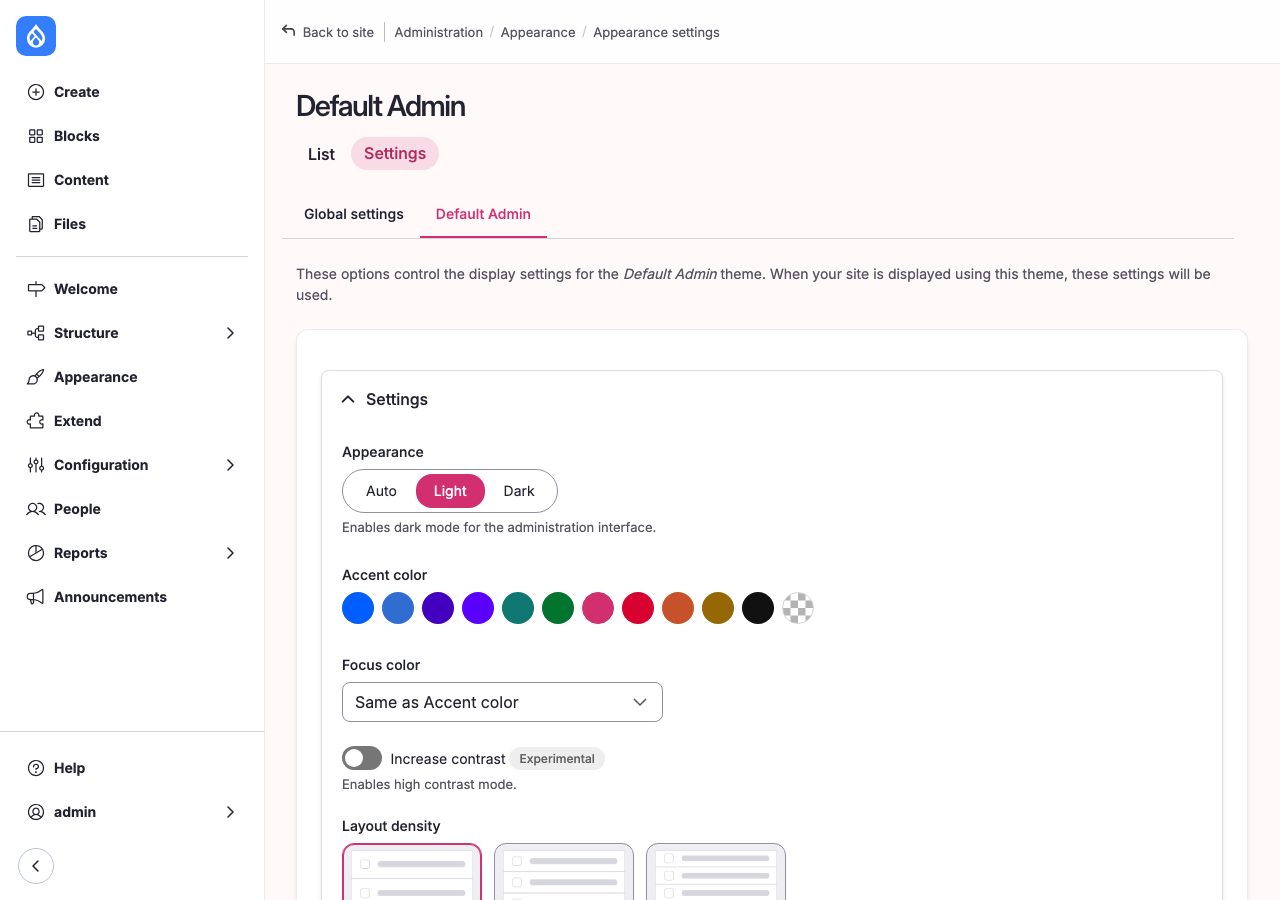 Back to site
Administration / Appearance / Appearance settings
Create
Blocks
Content
Files
Welcome
Structure
Appearance
Extend
Configuration
People
Reports
Announcements
Help
admin
Default Admin
List
Settings
Global settings
Default Admin
These options control the display settings for the Default Admin theme. When your site is displayed using this theme, these settings will be
used.
Settings
Appearance
Auto
Light
Dark
Enables dark mode for the administration interface.
Accent color
Focus color
Same as Accent color
Increase contrast Experimental
Enables high contrast mode.
Layout density